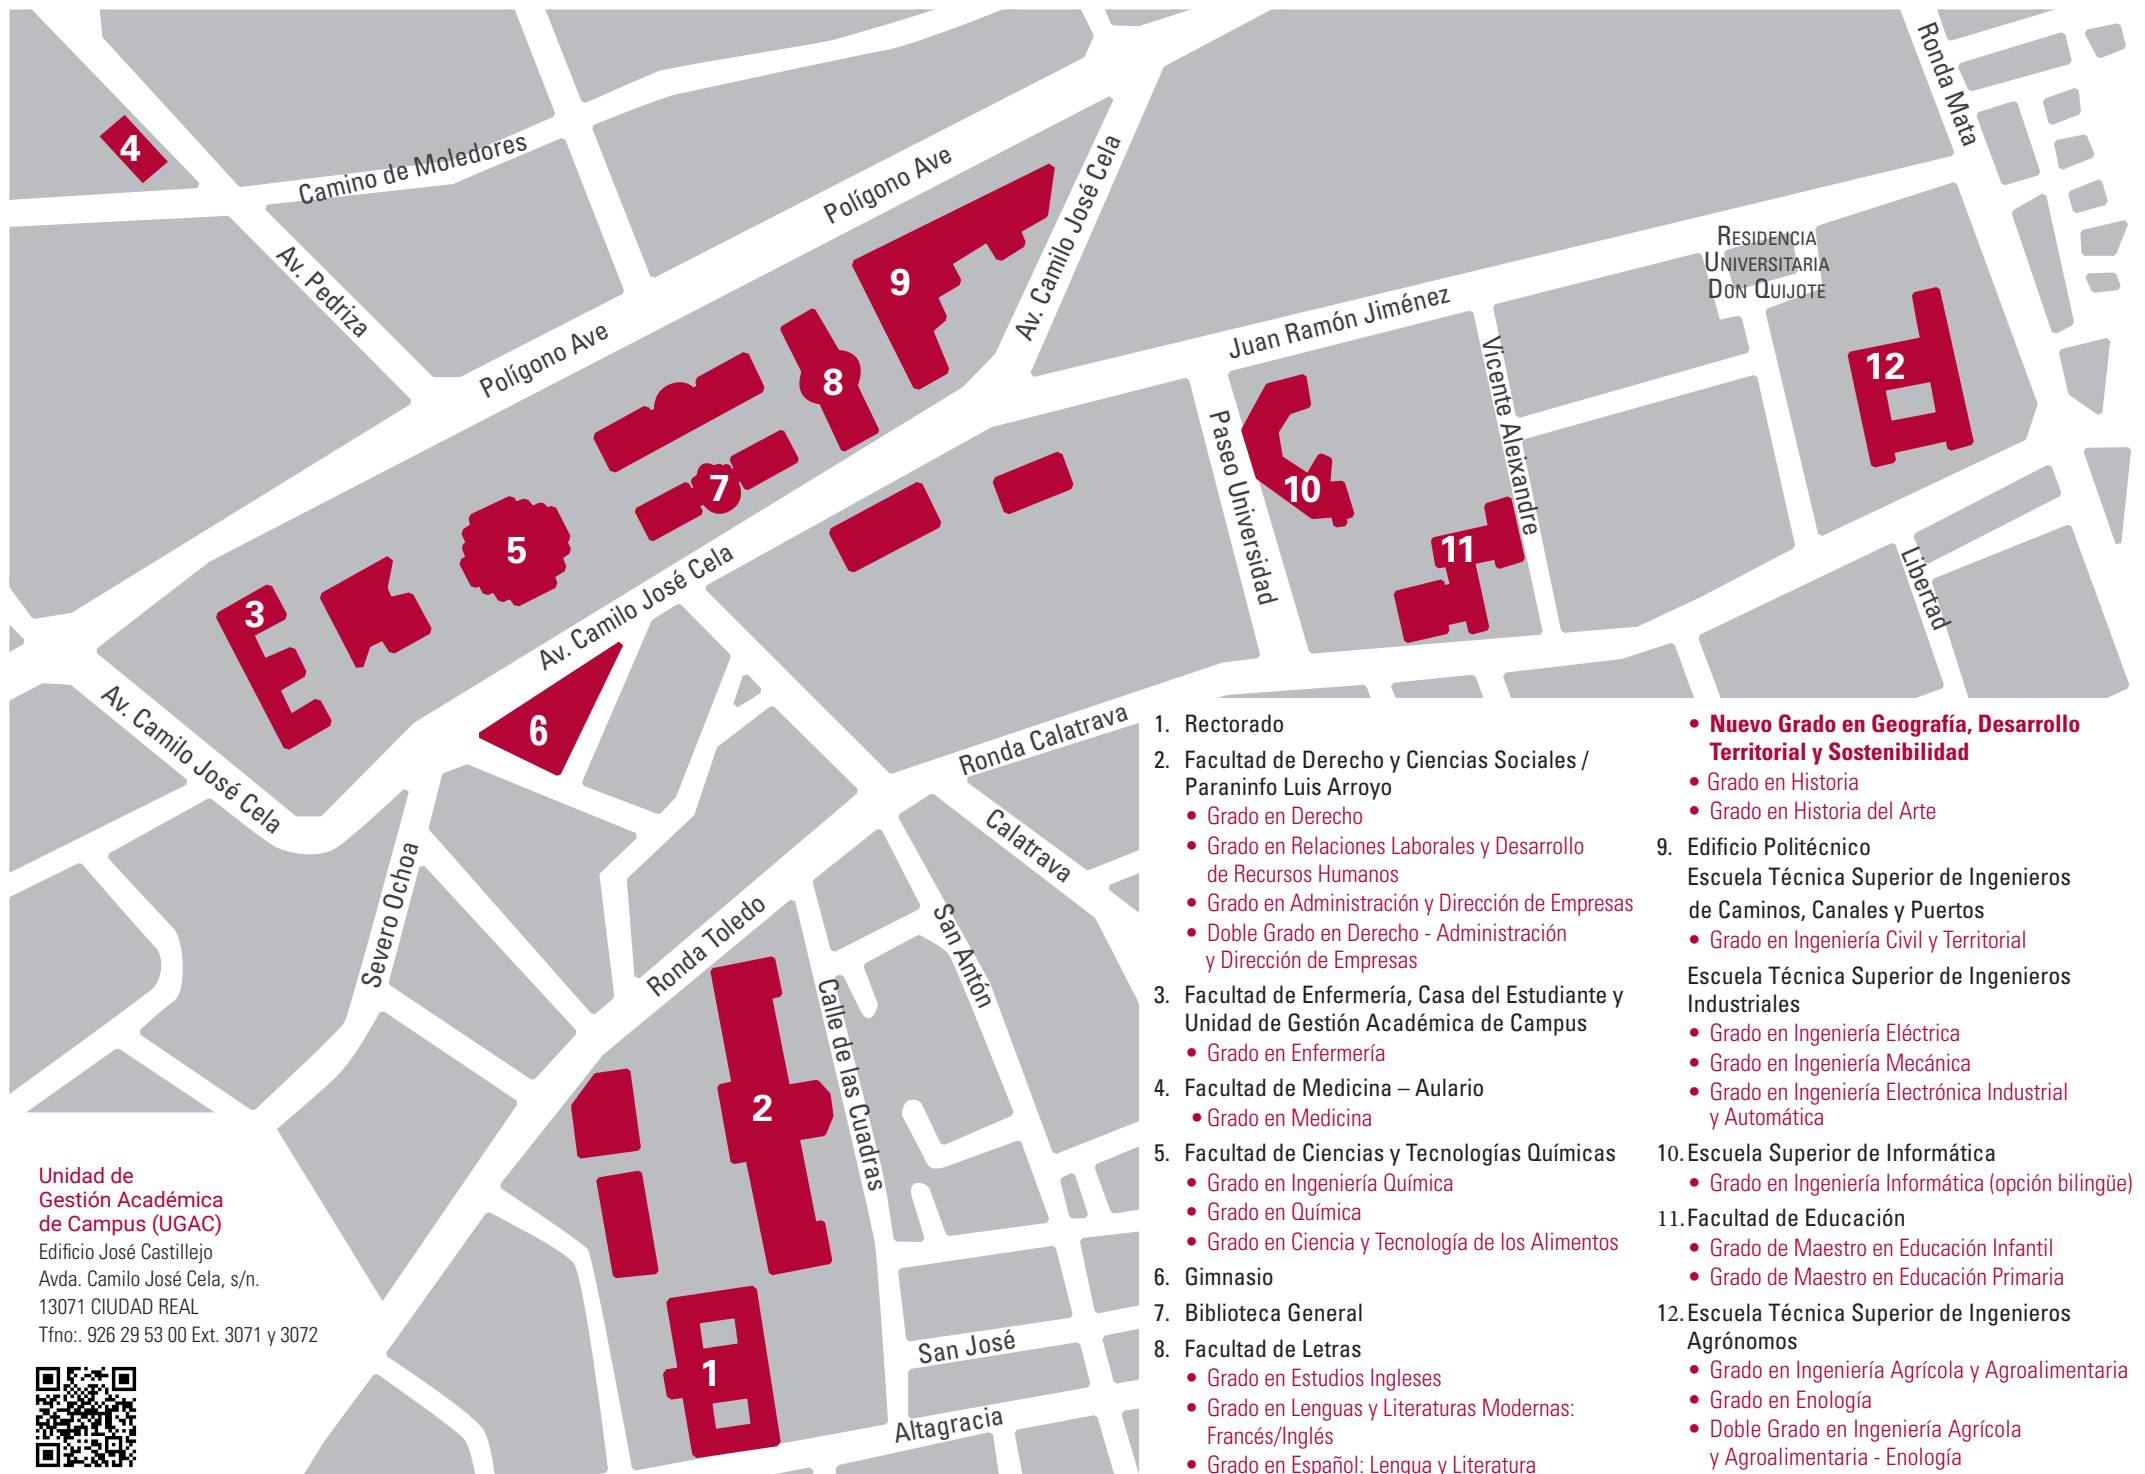 Ronda Mata
4
Camino de Moledores
Polígono Ave
Av. Camilo José Cela
Av. Pedriza
9
RESIDENCIA
UNIVERSITARIA
DON QUIJOTE
Juan Ramón Jiménez
Polígono Ave
8
Vicente Aleixandre
12
Paseo Universidad
7
10
5
11
Av. Camilo José Cela
Libertad
3
6
Av. Camilo José Cela
Ronda Calatrava
Calatrava
Severo Ochoa
Ronda Toledo
San Antón
Calle de las Cuadras
2
1
San José
Altagracia
Unidad de
Gestión Académica
de Campus (UGAC)
Edificio José Castillejo
Avda. Camilo José Cela, s/n.
13071 CIUDAD REAL
Tfno:. 926 29 53 00 Ext. 3071 y 3072
1. Rectorado
2. Facultad de Derecho y Ciencias Sociales /
Paraninfo Luis Arroyo
• Grado en Derecho
• Grado en Relaciones Laborales y Desarrollo
de Recursos Humanos
• Grado en Administración y Dirección de Empresas
• Doble Grado en Derecho - Administración
y Dirección de Empresas
3. Facultad de Enfermería, Casa del Estudiante y
Unidad de Gestión Académica de Campus
• Grado en Enfermería
4. Facultad de Medicina – Aulario
• Grado en Medicina
5. Facultad de Ciencias y Tecnologías Químicas
• Grado en Ingeniería Química
• Grado en Química
• Grado en Ciencia y Tecnología de los Alimentos
6. Gimnasio
7. Biblioteca General
8. Facultad de Letras
• Grado en Estudios Ingleses
• Grado en Lenguas y Literaturas Modernas:
Francés/Inglés
• Grado en Español: Lengua y Literatura
• Nuevo Grado en Geografía, Desarrollo
Territorial y Sostenibilidad
• Grado en Historia
• Grado en Historia del Arte
9. Edificio Politécnico
Escuela Técnica Superior de Ingenieros
de Caminos, Canales y Puertos
• Grado en Ingeniería Civil y Territorial
Escuela Técnica Superior de Ingenieros
Industriales
• Grado en Ingeniería Eléctrica
• Grado en Ingeniería Mecánica
• Grado en Ingeniería Electrónica Industrial
y Automática
10. Escuela Superior de Informática
• Grado en Ingeniería Informática (opción bilingüe)
11. Facultad de Educación
• Grado de Maestro en Educación Infantil
• Grado de Maestro en Educación Primaria
12. Escuela Técnica Superior de Ingenieros
Agrónomos
• Grado en Ingeniería Agrícola y Agroalimentaria
• Grado en Enología
• Doble Grado en Ingeniería Agrícola
y Agroalimentaria - Enología